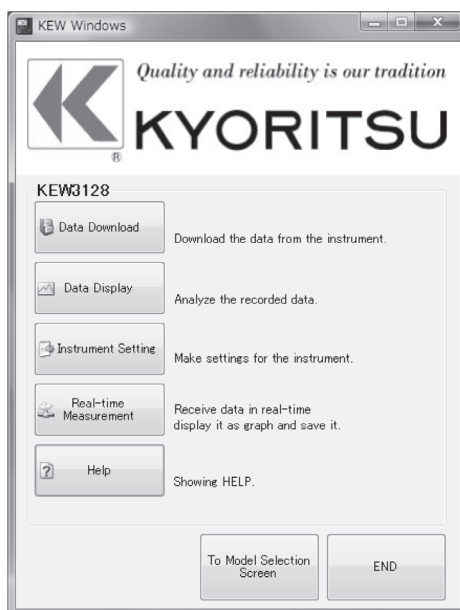 KEW Windows
Quality and reliability is our tradition
KYORITSU
®
KEW3128
Data Download
Download the data from the instrument.
Data Display
Analyze the recorded data.
Instrument Setting
Make settings for the instrument.
Real-time
Measurement
Receive data in real-time
display it as graph and save it.
Help
Showing HELP.
To Model Selection
Screen
END